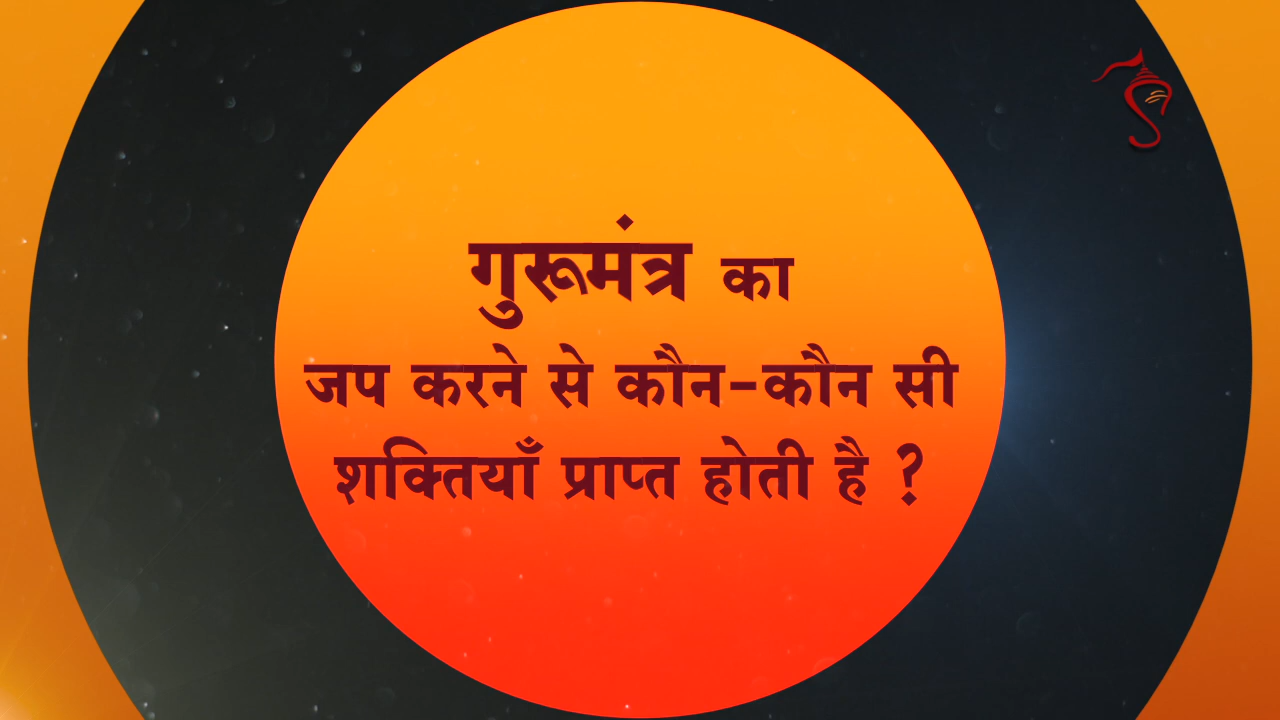 गुरूमंत्र का
जप करने से कौन-कौन सी
शक्तियाँ प्राप्त होती है ?